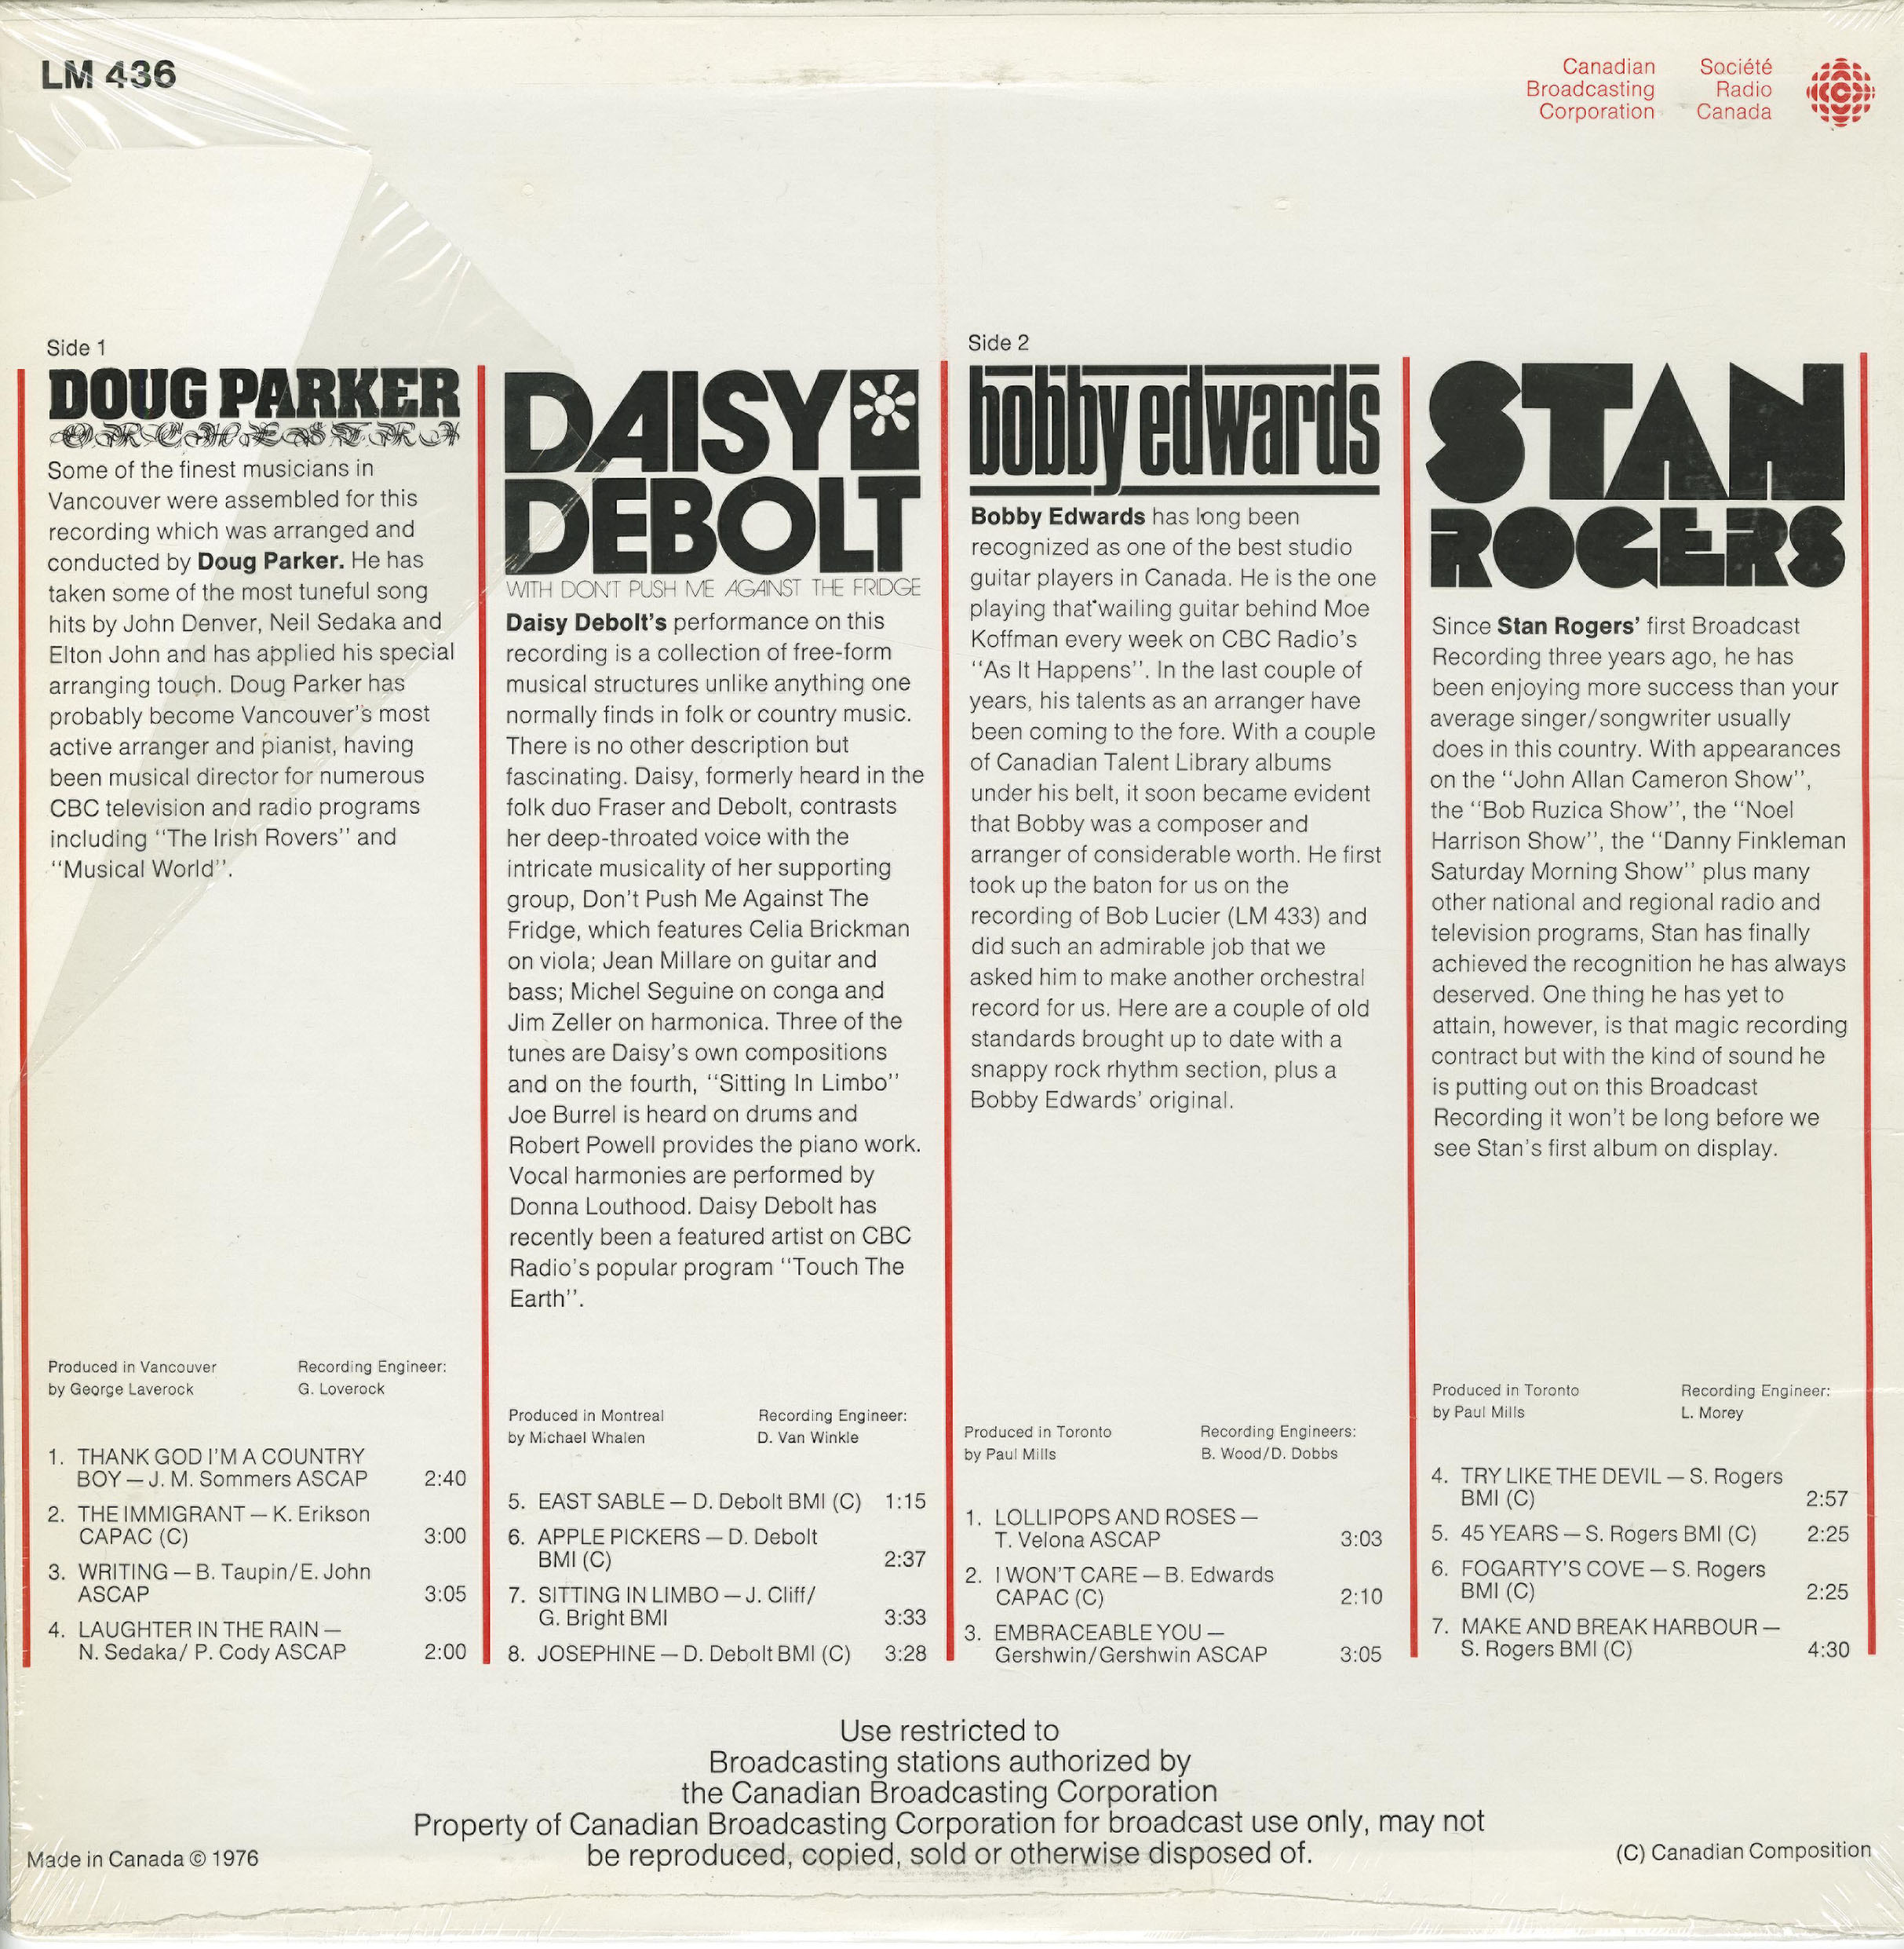 LM 436
Canadian
Broadcasting
Corporation
Société
Radio
Canada
Side 1
DOUG PARKER
ORCHESTRA
Some of the finest musicians in
Vancouver were assembled for this
recording which was arranged and
conducted by Doug Parker. He has
taken some of the most tuneful song
hits by John Denver, Neil Sedaka and
Elton John and has applied his special
arranging touch. Doug Parker has
probably become Vancouver's most
active arranger and pianist, having
been musical director for numerous
CBC television and radio programs
including "The Irish Rovers" and
"Musical World".
Produced in Vancouver
by George Laverock
Recording Engineer:
G. Loverock
1. THANK GOD I'M A COUNTRY
BOY — J. M. Sommers ASCAP 2:40
2. THE IMMIGRANT — K. Erikson
CAPAC (C) 3:00
3. WRITING — B. Taupin/E. John
ASCAP 3:05
4. LAUGHTER IN THE RAIN —
N. Sedaka/ P. Cody ASCAP 2:00
DAISY
DEBOLT
WITH DON'T PUSH ME AGAINST THE FRIDGE
Daisy Debolt's performance on this
recording is a collection of free-form
musical structures unlike anything one
normally finds in folk or country music.
There is no other description but
fascinating. Daisy, formerly heard in the
folk duo Fraser and Debolt, contrasts
her deep-throated voice with the
intricate musicality of her supporting
group, Don't Push Me Against The
Fridge, which features Celia Brickman
on viola; Jean Millare on guitar and
bass; Michel Seguine on conga and
Jim Zeller on harmonica. Three of the
tunes are Daisy's own compositions
and on the fourth, "Sitting In Limbo"
Joe Burrel is heard on drums and
Robert Powell provides the piano work.
Vocal harmonies are performed by
Donna Louthood. Daisy Debolt has
recently been a featured artist on CBC
Radio's popular program "Touch The
Earth".
Produced in Montreal
by Michael Whalen
Recording Engineer:
D. Van Winkle
5. EAST SABLE — D. Debolt BMI (C) 1:15
6. APPLE PICKERS — D. Debolt
BMI (C) 2:37
7. SITTING IN LIMBO — J. Cliff/
G. Bright BMI 3:33
8. JOSEPHINE — D. Debolt BMI (C) 3:28
Side 2
bobby edwards
Bobby Edwards has long been
recognized as one of the best studio
guitar players in Canada. He is the one
playing that wailing guitar behind Moe
Koffman every week on CBC Radio's
"As It Happens". In the last couple of
years, his talents as an arranger have
been coming to the fore. With a couple
of Canadian Talent Library albums
under his belt, it soon became evident
that Bobby was a composer and
arranger of considerable worth. He first
took up the baton for us on the
recording of Bob Lucier (LM 433) and
did such an admirable job that we
asked him to make another orchestral
record for us. Here are a couple of old
standards brought up to date with a
snappy rock rhythm section, plus a
Bobby Edwards' original.
Produced in Toronto
by Paul Mills
Recording Engineers:
B. Wood/D. Dobbs
1. LOLLIPOPS AND ROSES —
T. Velona ASCAP 3:03
2. I WON'T CARE — B. Edwards
CAPAC (C) 2:10
3. EMBRACEABLE YOU —
Gershwin/Gershwin ASCAP 3:05
STAN
ROGERS
Since Stan Rogers' first Broadcast
Recording three years ago, he has
been enjoying more success than your
average singer/songwriter usually
does in this country. With appearances
on the "John Allan Cameron Show",
the "Bob Ruzica Show", the "Noel
Harrison Show", the "Danny Finkleman
Saturday Morning Show" plus many
other national and regional radio and
television programs, Stan has finally
achieved the recognition he has always
deserved. One thing he has yet to
attain, however, is that magic recording
contract but with the kind of sound he
is putting out on this Broadcast
Recording it won't be long before we
see Stan's first album on display.
Produced in Toronto
by Paul Mills
Recording Engineer:
L. Morey
4. TRY LIKE THE DEVIL — S. Rogers
BMI (C) 2:57
5. 45 YEARS — S. Rogers BMI (C) 2:25
6. FOGARTY'S COVE — S. Rogers
BMI (C) 2:25
7. MAKE AND BREAK HARBOUR —
S. Rogers BMI (C) 4:30
Use restricted to
Broadcasting stations authorized by
the Canadian Broadcasting Corporation
Property of Canadian Broadcasting Corporation for broadcast use only, may not
be reproduced, copied, sold or otherwise disposed of.
Made in Canada © 1976
(C) Canadian Composition